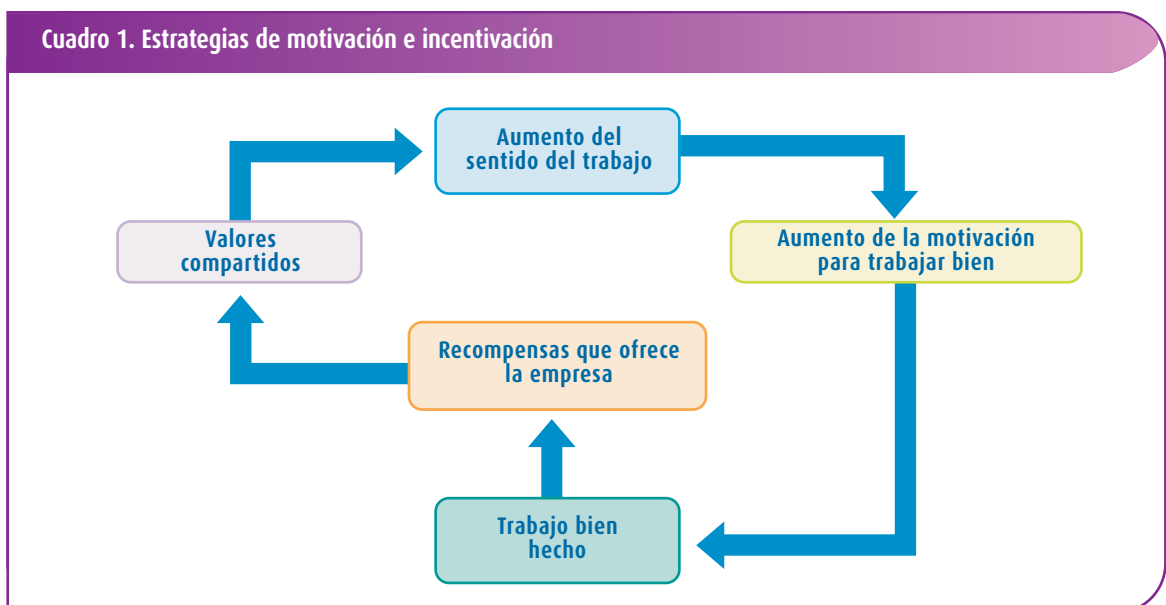 Cuadro 1. Estrategias de motivación e incentivación
Aumento del
sentido del trabajo
Valores
compartidos
Aumento de la motivación
para trabajar bien
Recompensas que ofrece
la empresa
Trabajo bien
hecho